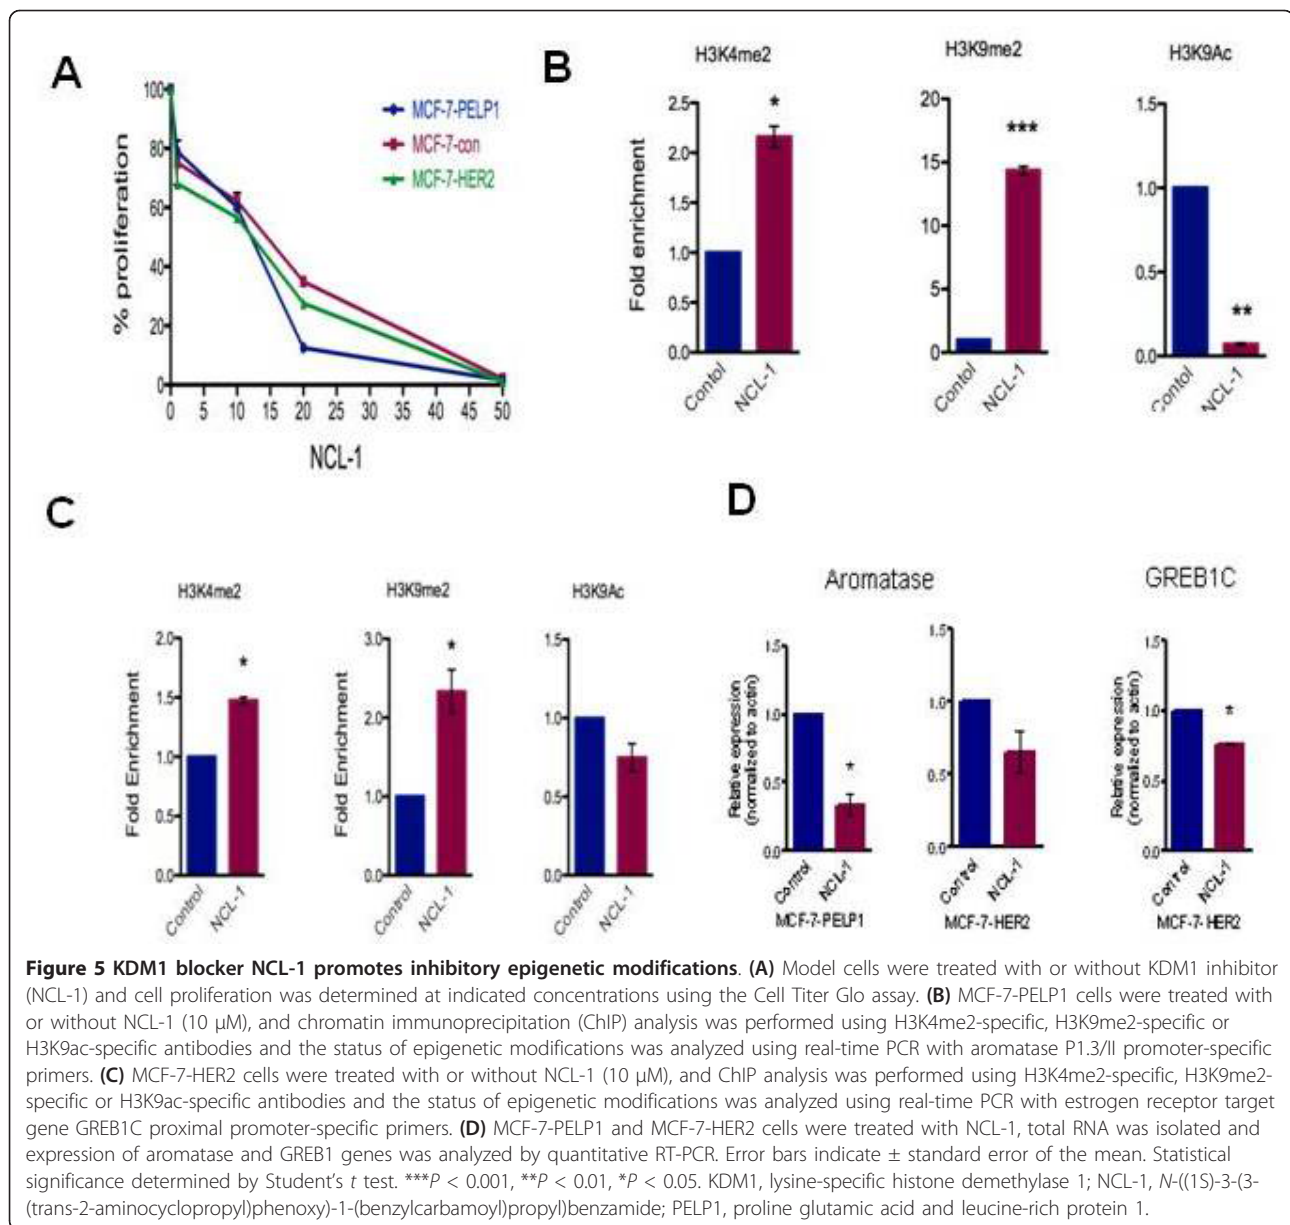 A
100
80
60
40
20
0
% proliferation
MCF-7-PELP1
MCF-7-con
MCF-7-HER2
0 5 10 15 20 25 30 35 40 45 50
NCL-1
B
H3K4me2
Fold enrichment
2.5
2.0
1.5
1.0
0.5
0.0
*
Contol
NCL-1
H3K9me2
20
15
10
5
0
***
Contol
NCL-1
H3K9Ac
1.5
1.0
0.5
0.0
**
Contol
NCL-1
C
H3K4me2
Fold Enrichment
2.0
1.5
1.0
0.5
0.0
*
Control
NCL-1
H3K9me2
Fold Enrichment
3.0
2.0
1.0
0.0
*
Control
NCL-1
H3K9Ac
1.5
1.0
0.5
0.0
Control
NCL-1
D
Aromatase
Relative expression
(normalized to actin)
1.5
1.0
0.5
0.0
*
Control
NCL-1
MCF-7-PELP1
1.5
1.0
0.5
0.0
Control
NCL-1
MCF-7-HER2
GREB1C
Relative expression
(normalized to actin)
1.5
1.0
0.5
0.0
*
Control
NCL-1
MCF-7-HER2
Figure 5 KDM1 blocker NCL-1 promotes inhibitory epigenetic modifications. (A) Model cells were treated with or without KDM1 inhibitor
(NCL-1) and cell proliferation was determined at indicated concentrations using the Cell Titer Glo assay. (B) MCF-7-PELP1 cells were treated with
or without NCL-1 (10 μM), and chromatin immunoprecipitation (ChIP) analysis was performed using H3K4me2-specific, H3K9me2-specific or
H3K9ac-specific antibodies and the status of epigenetic modifications was analyzed using real-time PCR with aromatase P1.3/II promoter-specific
primers. (C) MCF-7-HER2 cells were treated with or without NCL-1 (10 μM), and ChIP analysis was performed using H3K4me2-specific, H3K9me2-
specific or H3K9ac-specific antibodies and the status of epigenetic modifications was analyzed using real-time PCR with estrogen receptor target
gene GREB1C proximal promoter-specific primers. (D) MCF-7-PELP1 and MCF-7-HER2 cells were treated with NCL-1, total RNA was isolated and
expression of aromatase and GREB1 genes was analyzed by quantitative RT-PCR. Error bars indicate ± standard error of the mean. Statistical
significance determined by Student's t test. ***P < 0.001, **P < 0.01, *P < 0.05. KDM1, lysine-specific histone demethylase 1; NCL-1, N-((1S)-3-(3-
(trans-2-aminocyclopropyl)phenoxy)-1-(benzylcarbamoyl)propyl)benzamide; PELP1, proline glutamic acid and leucine-rich protein 1.